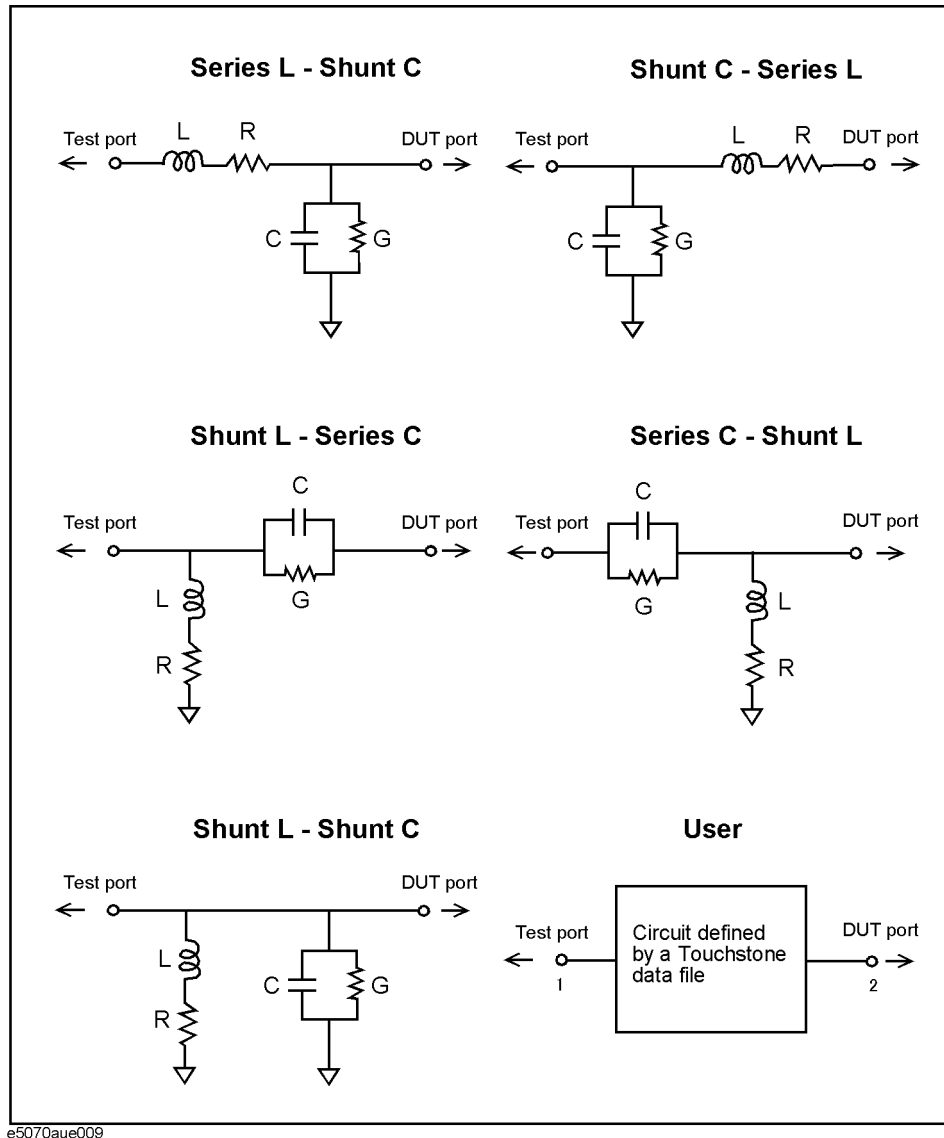 Series L - Shunt C
Test port
L
R
DUT port
C
G
Shunt C - Series L
Test port
L
R
DUT port
C
G
Shunt L - Series C
Test port
C
DUT port
G
L
R
Series C - Shunt L
Test port
C
DUT port
G
L
R
Shunt L - Shunt C
Test port
DUT port
L
R
C
G
User
Test port
1
Circuit defined
by a Touchstone
data file
DUT port
2
e5070aue009